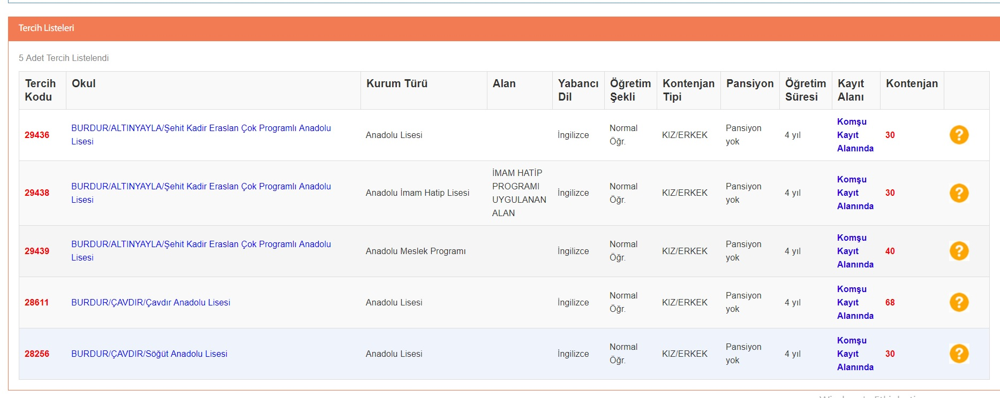 Tercih Listeleri
5 Adet Tercih Listelendi
Tercih Kodu Okul Kurum Türü Alan Yabancı Dil Öğretim Şekli Kontenjan Tipi Pansiyon Öğretim Süresi Kayıt Alanı Kontenjan
29436 BURDUR/ALTINYAYLA/Şehit Kadir Eraslan Çok Programlı Anadolu Lisesi Anadolu Lisesi İngilizce Normal Öğr. KIZ/ERKEK Pansiyon yok 4 yıl Komşu Kayıt Alanında 30 ?
29438 BURDUR/ALTINYAYLA/Şehit Kadir Eraslan Çok Programlı Anadolu Lisesi Anadolu İmam Hatip Lisesi İMAM HATİP PROGRAMI UYGULANAN ALAN İngilizce Normal Öğr. KIZ/ERKEK Pansiyon yok 4 yıl Komşu Kayıt Alanında 30 ?
29439 BURDUR/ALTINYAYLA/Şehit Kadir Eraslan Çok Programlı Anadolu Lisesi Anadolu Meslek Programı İngilizce Normal Öğr. KIZ/ERKEK Pansiyon yok 4 yıl Komşu Kayıt Alanında 40 ?
28611 BURDUR/ÇAVDIR/Çavdır Anadolu Lisesi Anadolu Lisesi İngilizce Normal Öğr. KIZ/ERKEK Pansiyon yok 4 yıl Komşu Kayıt Alanında 68 ?
28256 BURDUR/ÇAVDIR/Söğüt Anadolu Lisesi Anadolu Lisesi İngilizce Normal Öğr. KIZ/ERKEK Pansiyon yok 4 yıl Komşu Kayıt Alanında 30 ?